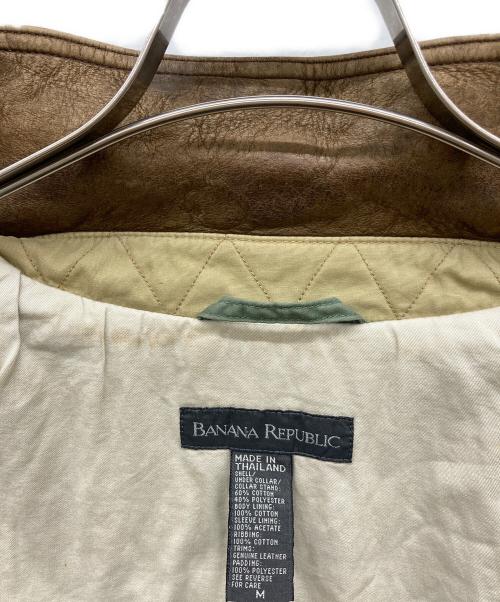 BANANA REPUBLIC
MADE IN
THAILAND
SHELL/
UNDER COLLAR/
COLLAR STAND:
60% COTTON
40% POLYESTER
BODY LINING:
100% COTTON
SLEEVE LINING:
100% ACETATE
RIBBING:
100% COTTON
TRIMS:
GENUINE LEATHER
PADDING:
100% POLYESTER
SEE REVERSE
FOR CARE
M